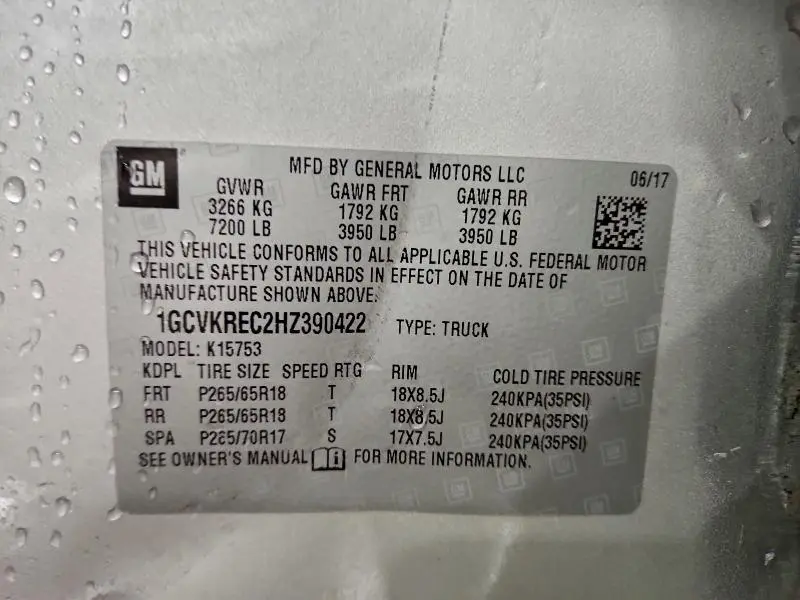 GM
MFD BY GENERAL MOTORS LLC 06/17
GVWR GAWR FRT GAWR RR
3266 KG 1792 KG 1792 KG
7200 LB 3950 LB 3950 LB
THIS VEHICLE CONFORMS TO ALL APPLICABLE U.S. FEDERAL MOTOR
VEHICLE SAFETY STANDARDS IN EFFECT ON THE DATE OF
MANUFACTURE SHOWN ABOVE.
1GCVKREC2HZ390422 TYPE: TRUCK
MODEL: K15753
KDPL TIRE SIZE SPEED RTG RIM COLD TIRE PRESSURE
FRT P265/65R18 T 18X8.5J 240KPA(35PSI)
RR P265/65R18 T 18X8.5J 240KPA(35PSI)
SPA P265/70R17 S 17X7.5J 240KPA(35PSI)
SEE OWNER'S MANUAL i FOR MORE INFORMATION.